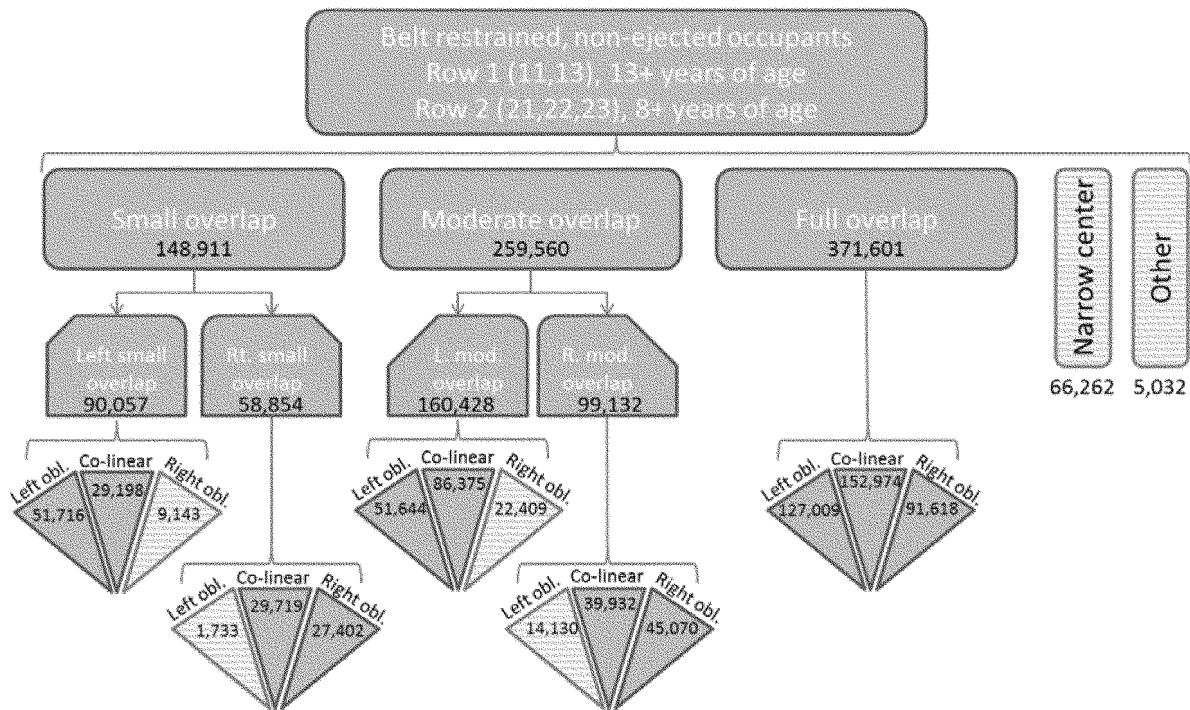 Belt restrained, non-ejected occupants
Row 1 (11,13), 13+ years of age
Row 2 (21,22,23), 8+ years of age
Small overlap
148,911
Moderate overlap
259,560
Full overlap
371,601
Narrow center
66,262
Other
5,032
Left small
overlap
90,057
Rt. small
overlap
58,854
L. mod.
overlap
160,428
R. mod.
overlap
99,132
Left obl.
Co-linear
Right obl.
51,716
29,198
9,143
Left obl.
Co-linear
Right obl.
51,644
86,375
22,409
Left obl.
Co-linear
Right obl.
127,009
152,974
91,618
Left obl.
Co-linear
Right obl.
1,733
29,719
27,402
Left obl.
Co-linear
Right obl.
14,130
39,932
45,070